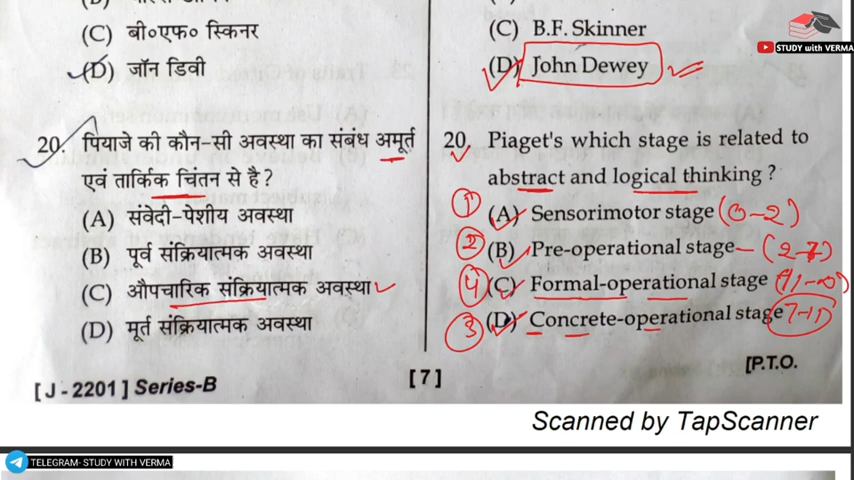 (C) बी०एफ० स्किनर
(D) जॉन डिवी
20. पियाजे की कौन-सी अवस्था का संबंध अमूर्त
एवं तार्किक चिंतन से है?
(A) संवेदी-पेशीय अवस्था
(B) पूर्व संक्रियात्मक अवस्था
(C) औपचारिक संक्रियात्मक अवस्था
(D) मूर्त संक्रियात्मक अवस्था
[ J - 2201 ] Series-B
[ 7 ]
(C) B.F. Skinner
(D) John Dewey
20. Piaget's which stage is related to
abstract and logical thinking ?
1 (A) Sensorimotor stage (0-2)
2 (B) Pre-operational stage - (2-7)
4 (C) Formal-operational stage
3 (D) Concrete-operational stage 7-11
[P.T.O.
Scanned by TapScanner
STUDY with VERMA
TELEGRAM- STUDY WITH VERMA